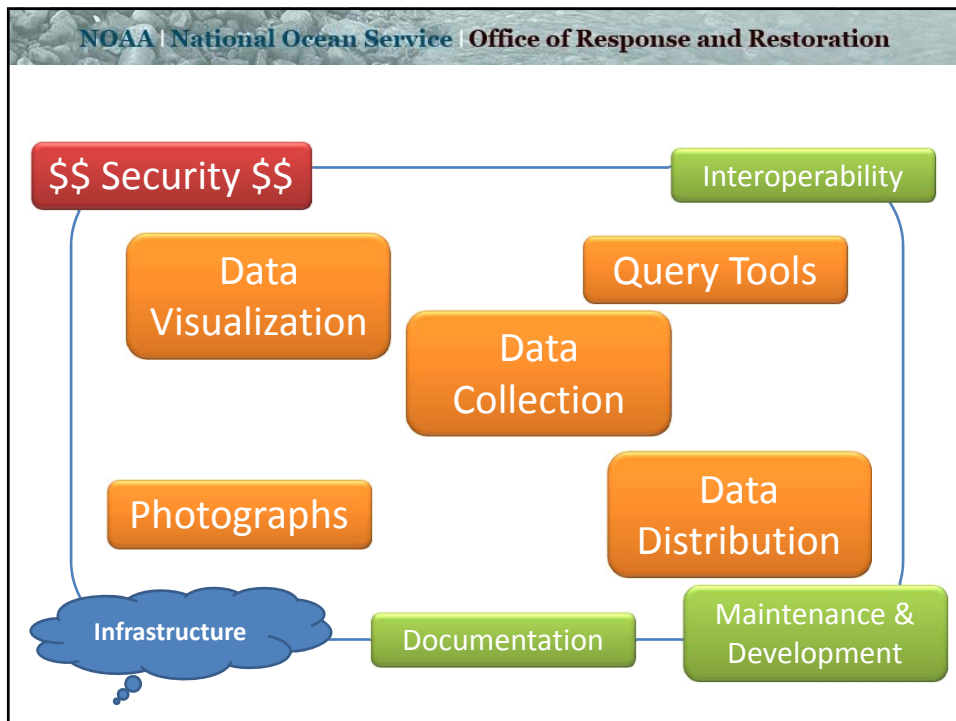 NOAA | National Ocean Service | Office of Response and Restoration
$$ Security $$
Interoperability
Data
Visualization
Query Tools
Data
Collection
Photographs
Data
Distribution
Infrastructure
Documentation
Maintenance &
Development